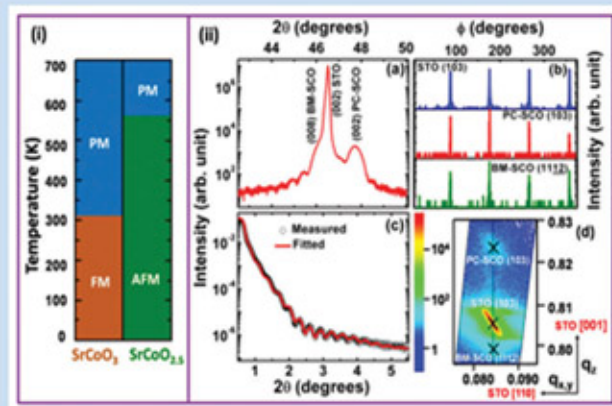 (i)
Temperature (K)
700
600
500
400
300
200
100
0
PM
PM
FM
AFM
SrCoO₃
SrCoO₂.₅
(ii)
2θ (degrees)
44 46 48 50
(a)
(008) BM-SCO
(002) STO
(002) PC-SCO
Intensity (arb. unit)
(c)
Measured
Fitted
0 1 2 3 4 5
2θ (degrees)
ϕ (degrees)
90 190 290
STO (103)
(b)
PC-SCO (103)
BM-SCO (1112)
Intensity (arb. unit)
10⁴
10²
1
(d)
PC-SCO (103)
STO (103)
BM-SCO (1112)
0.83
0.82
0.81
0.80
STO [001]
0.080 0.090
STO [110]
qx,y
qz